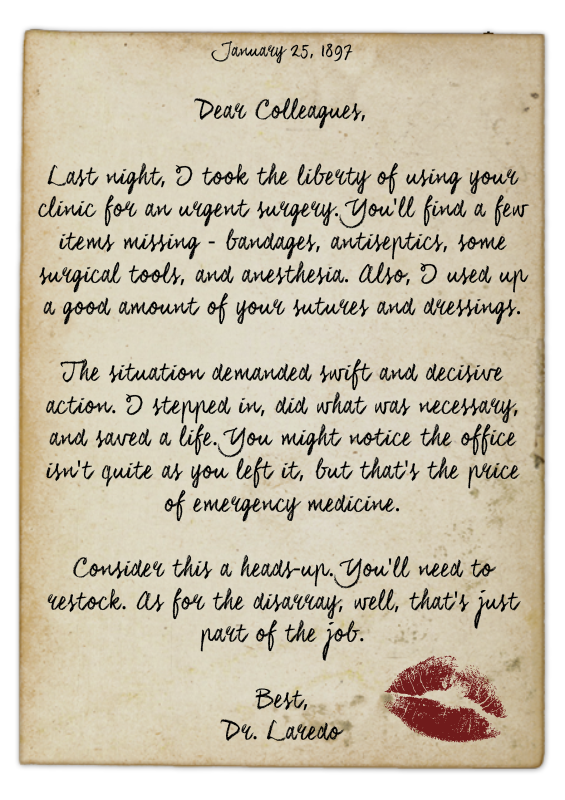 January 25, 1897
Dear Colleagues,
Last night, I took the liberty of using your
clinic for an urgent surgery. You'll find a few
items missing - bandages, antiseptics, some
surgical tools, and anesthesia. Also, I used up
a good amount of your sutures and dressings.
The situation demanded swift and decisive
action. I stepped in, did what was necessary,
and saved a life. You might notice the office
isn't quite as you left it, but that's the price
of emergency medicine.
Consider this a heads-up. You'll need to
restock. As for the disarray, well, that's just
part of the job.
Best,
Dr. Laredo